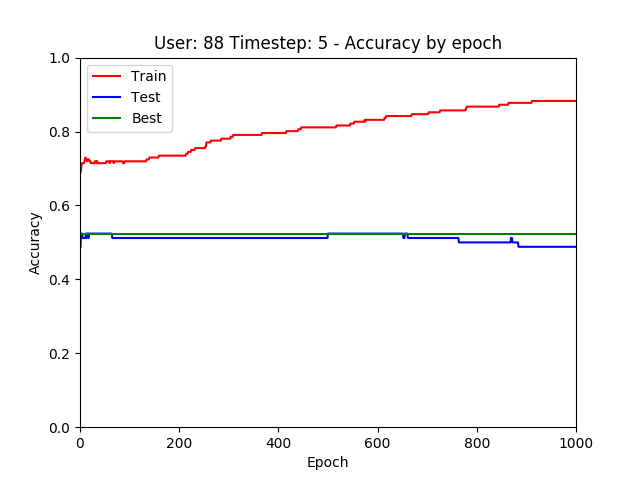 User: 88 Timestep: 5 - Accuracy by epoch
1.0
0.8
0.6
0.4
0.2
0.0
Accuracy
Train
Test
Best
0 200 400 600 800 1000
Epoch